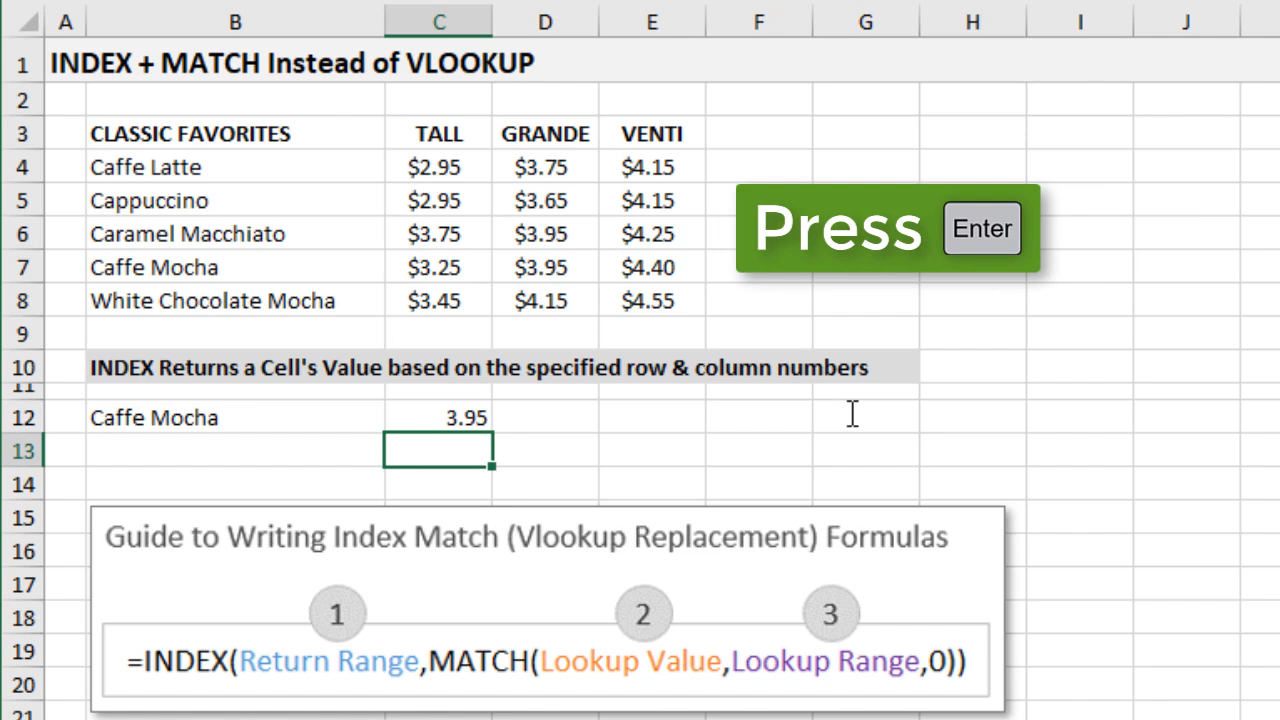 A B C D E F G H I J
1 INDEX + MATCH Instead of VLOOKUP
2
3 CLASSIC FAVORITES TALL GRANDE VENTI
4 Caffe Latte $2.95 $3.75 $4.15
5 Cappuccino $2.95 $3.65 $4.15
6 Caramel Macchiato $3.75 $3.95 $4.25
7 Caffe Mocha $3.25 $3.95 $4.40
8 White Chocolate Mocha $3.45 $4.15 $4.55
Press Enter
9
10 INDEX Returns a Cell's Value based on the specified row & column numbers
11
12 Caffe Mocha 3.95
13
14
15
16
17
18
19
20
21
Guide to Writing Index Match (Vlookup Replacement) Formulas
1 2 3
=INDEX(Return Range,MATCH(Lookup Value,Lookup Range,0))